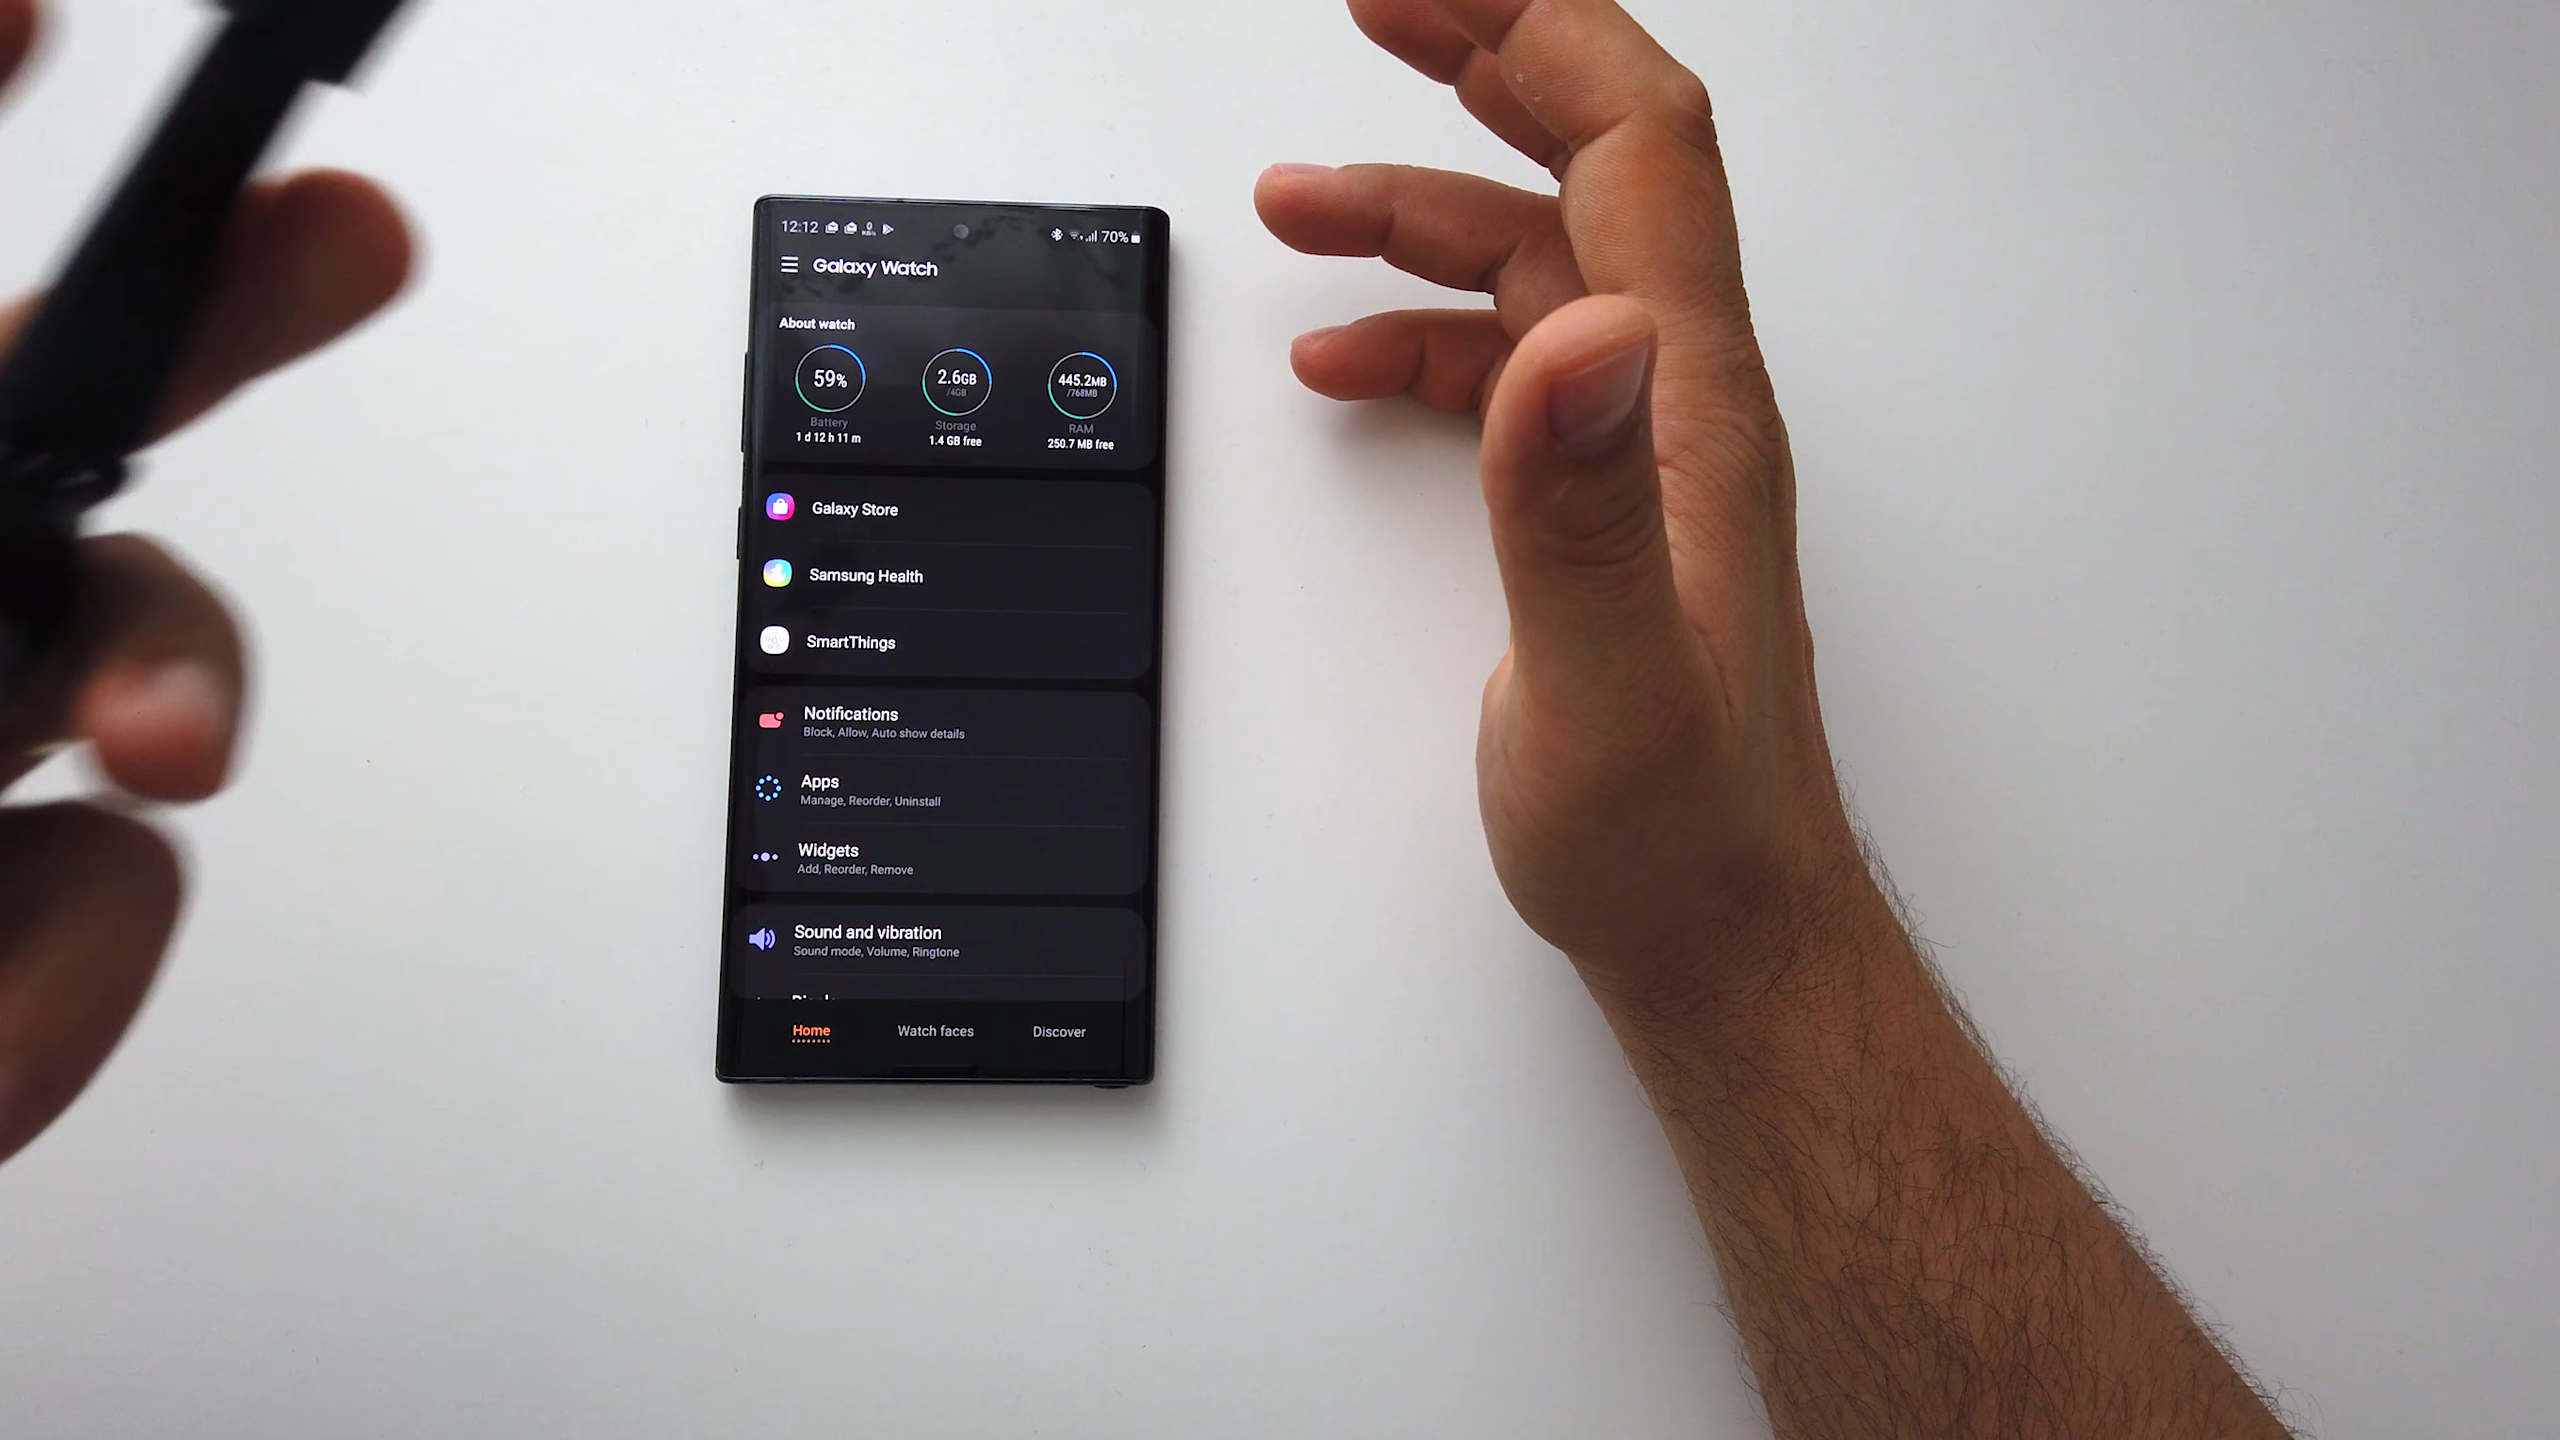 12:12 0 KB/s 70%
Galaxy Watch
About watch
59% 2.6GB 445.2MB
/4GB /768MB
Battery Storage RAM
1 d 12 h 11 m 1.4 GB free 250.7 MB free
Galaxy Store
Samsung Health
SmartThings
Notifications
Block, Allow, Auto show details
Apps
Manage, Reorder, Uninstall
Widgets
Add, Reorder, Remove
Sound and vibration
Sound mode, Volume, Ringtone
Home Watch faces Discover